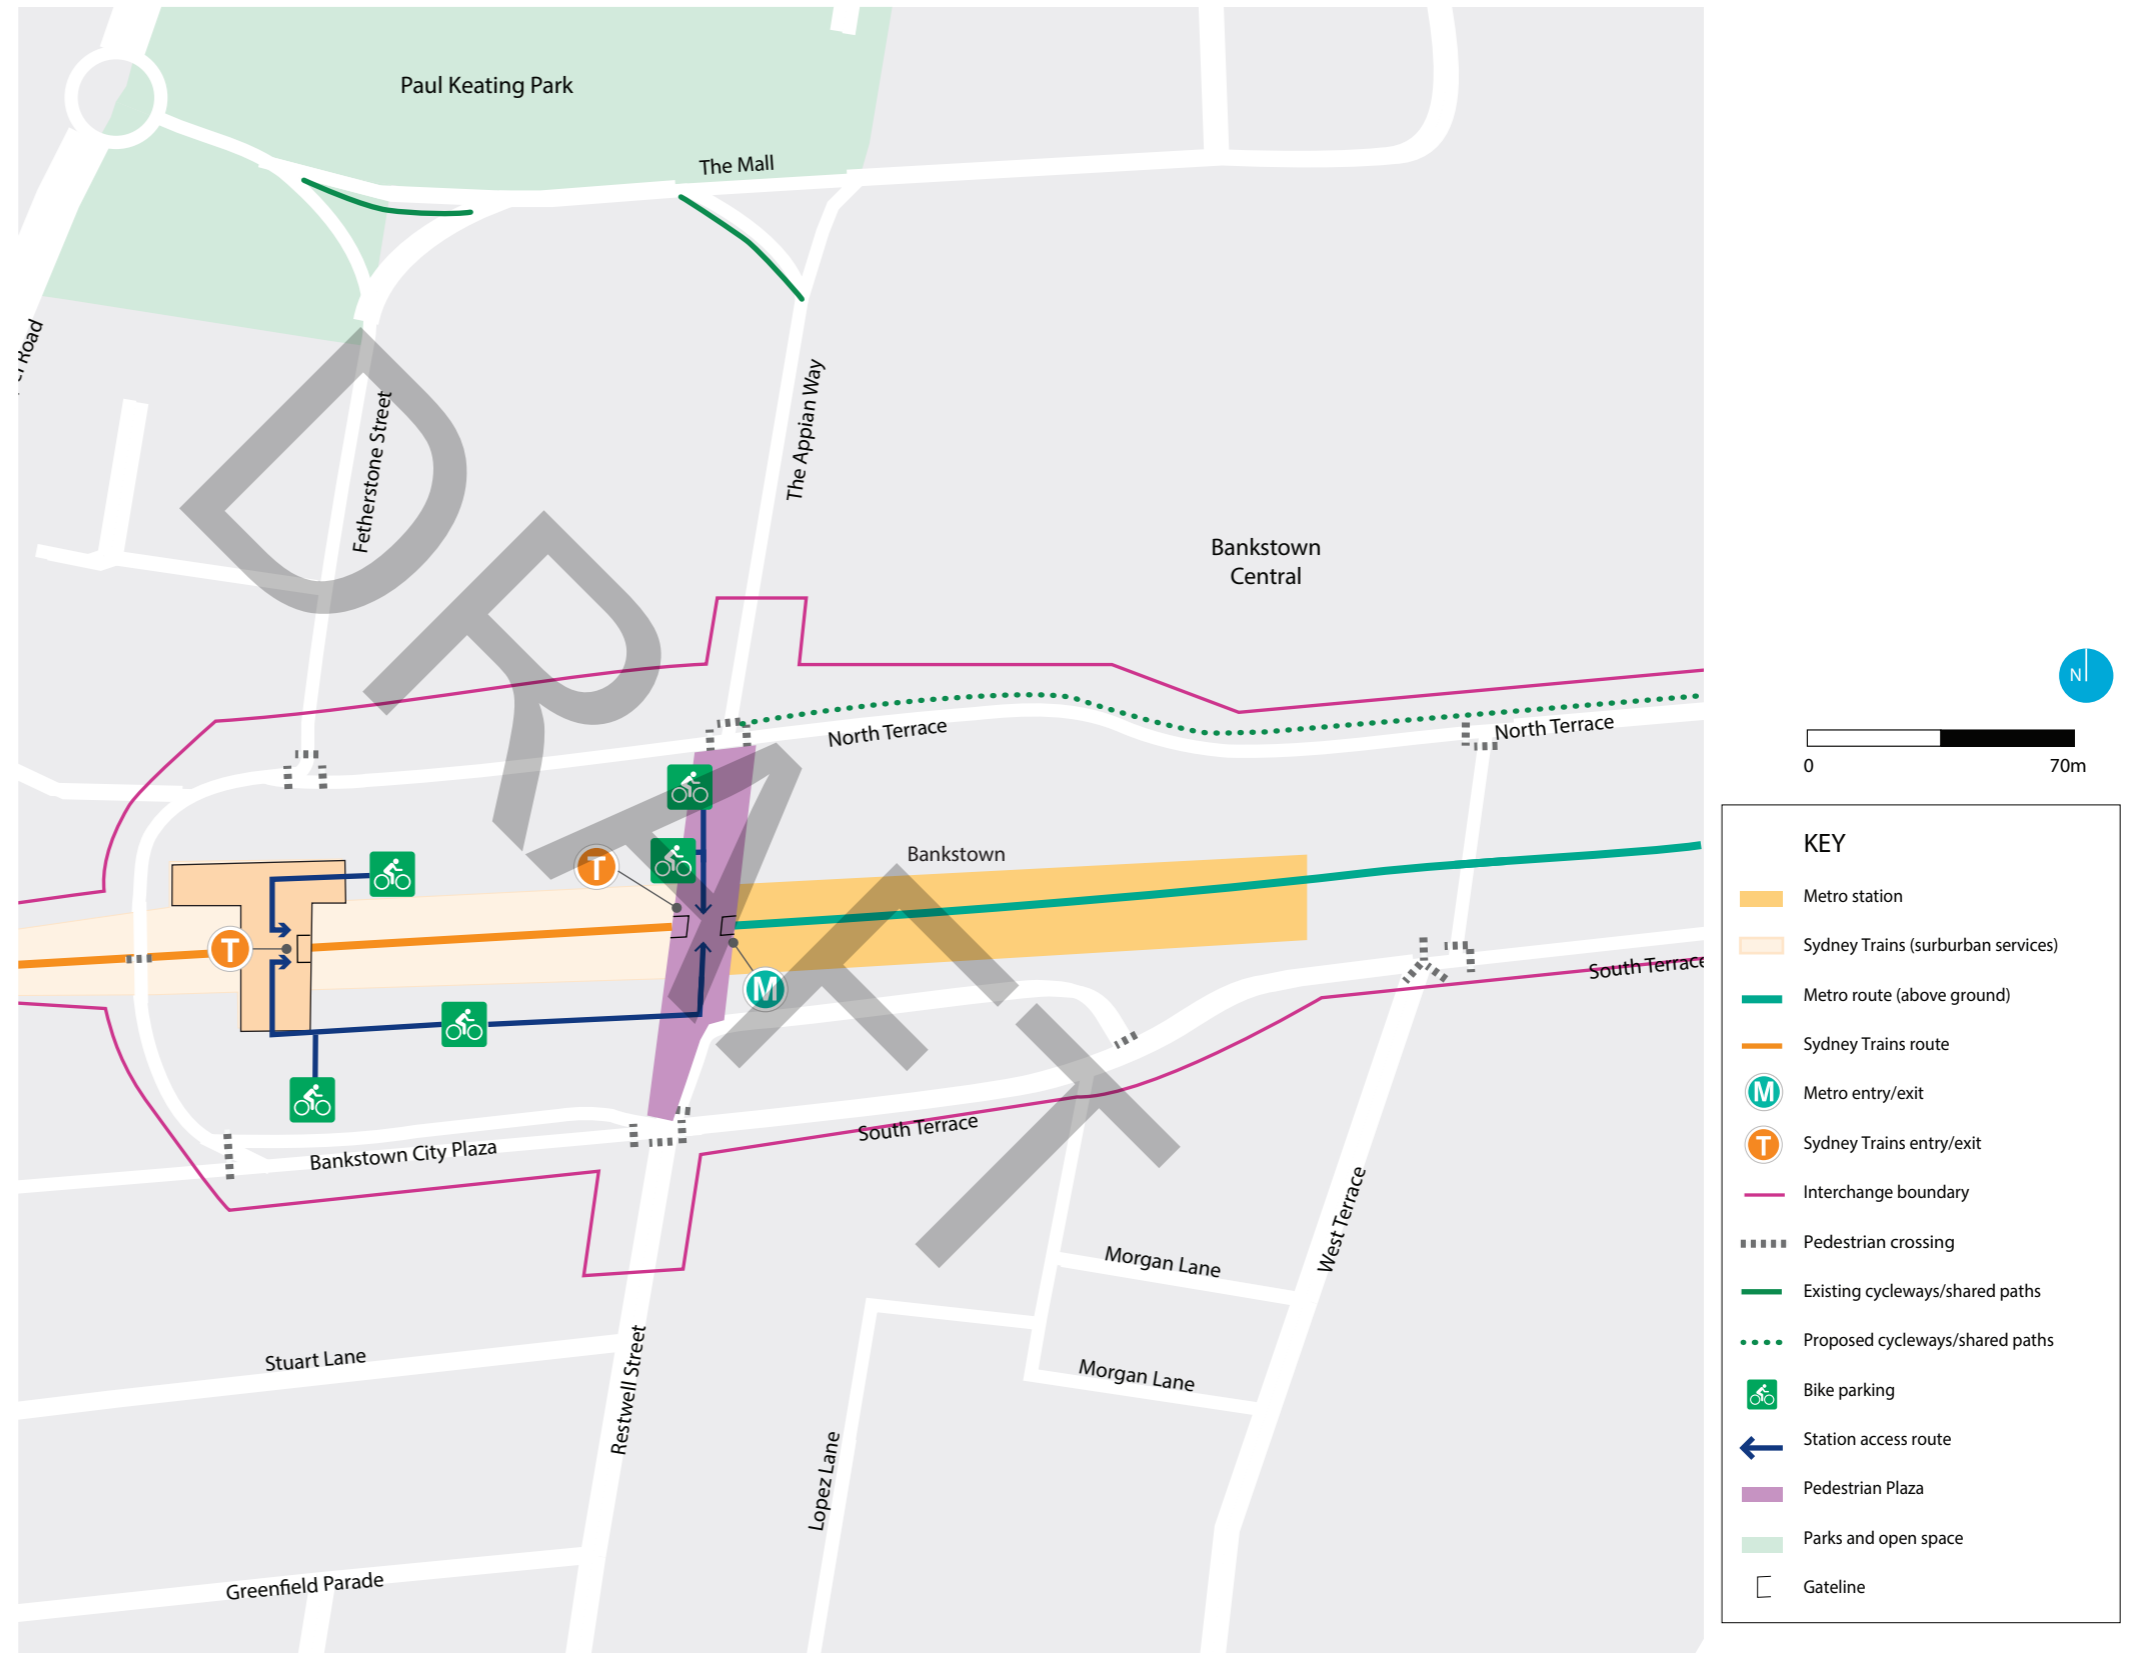 Paul Keating Park
The Mall
Road
Fetherstone Street
The Appian Way
Bankstown
Central
North Terrace
North Terrace
Bankstown
T
T
M
South Terrace
South Terrace
Bankstown City Plaza
West Terrace
Morgan Lane
Morgan Lane
Stuart Lane
Restwell Street
Lopez Lane
Greenfield Parade
DRAFT
N
0 70m
KEY
Metro station
Sydney Trains (surburban services)
Metro route (above ground)
Sydney Trains route
M Metro entry/exit
T Sydney Trains entry/exit
Interchange boundary
Pedestrian crossing
Existing cycleways/shared paths
Proposed cycleways/shared paths
Bike parking
Station access route
Pedestrian Plaza
Parks and open space
Gateline